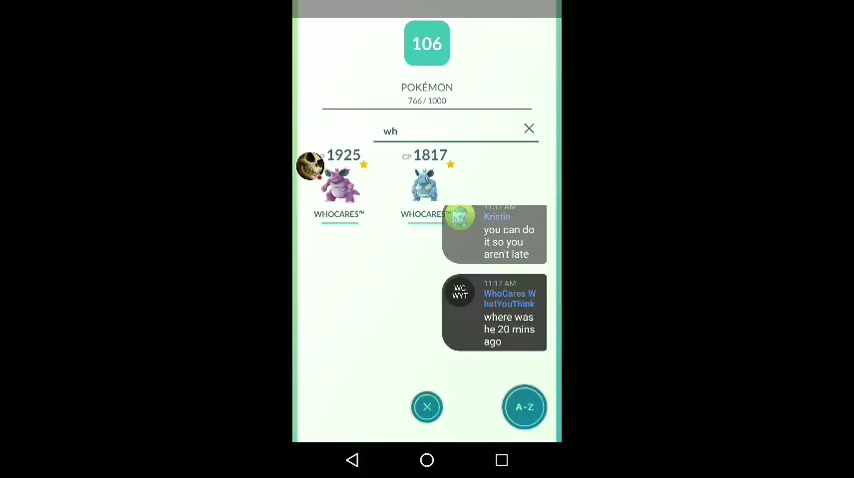 106
POKÉMON
766 / 1000
wh
1925
CP 1817
WHOCARES™
WHOCARES™
11:17 AM
Kristin
you can do
it so you
aren't late
WC
WYT
11:17 AM
WhoCares W
hatYouThink
where was
he 20 mins
ago
A-Z